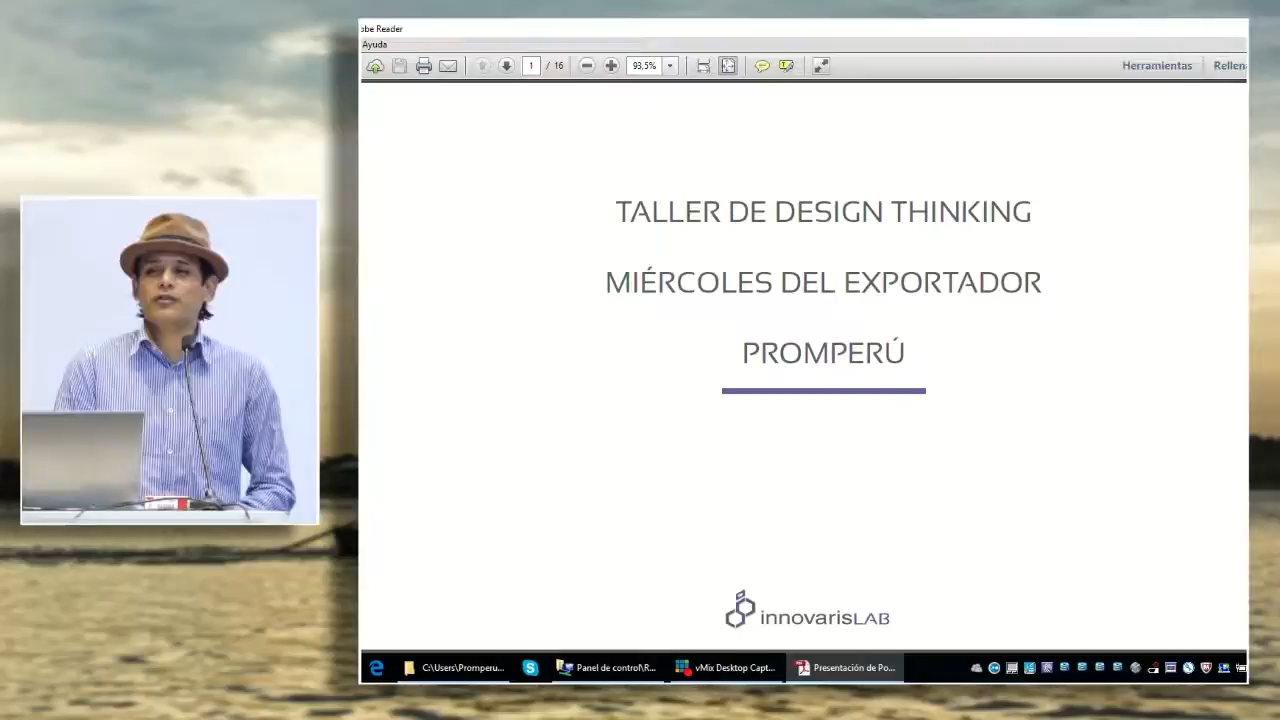 obe Reader
Ayuda
1 / 16
93,5%
Herramientas
Rellen
TALLER DE DESIGN THINKING
MIÉRCOLES DEL EXPORTADOR
PROMPERÚ
innovarisLAB
C:\Users\Promperu...
Panel de control\R...
vMix Desktop Capt...
Presentación de Po...